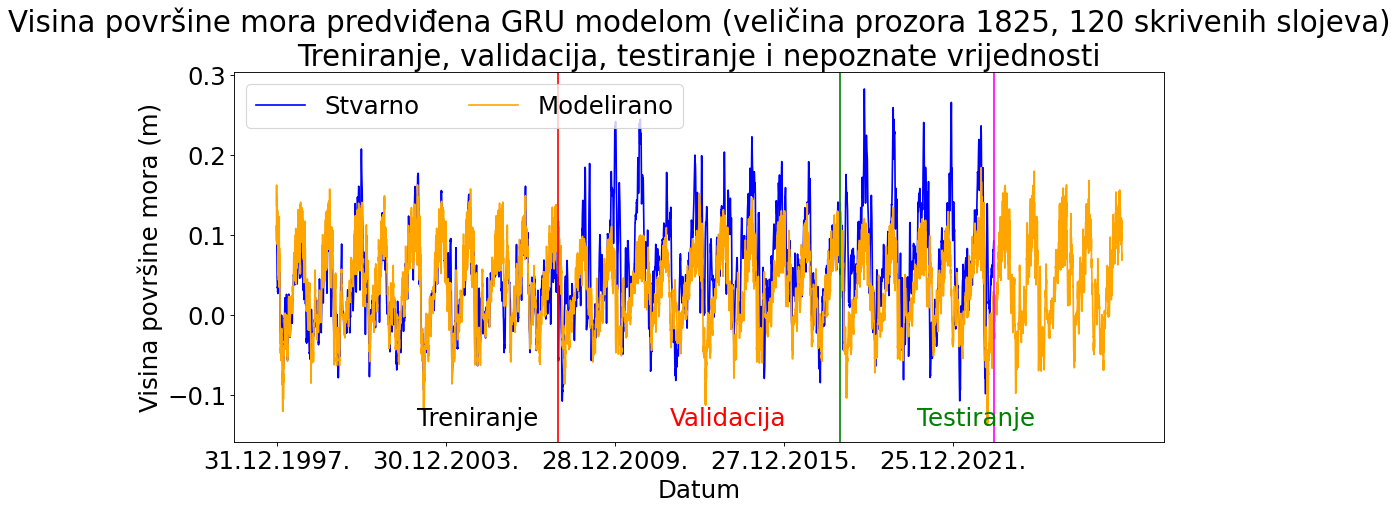 Visina površine mora predviđena GRU modelom (veličina prozora 1825, 120 skrivenih slojeva)
Treniranje, validacija, testiranje i nepoznate vrijednosti
Stvarno
Modelirano
Visina površine mora (m)
0.3
0.2
0.1
0.0
−0.1
Treniranje
Validacija
Testiranje
31.12.1997.
30.12.2003.
28.12.2009.
27.12.2015.
25.12.2021.
Datum